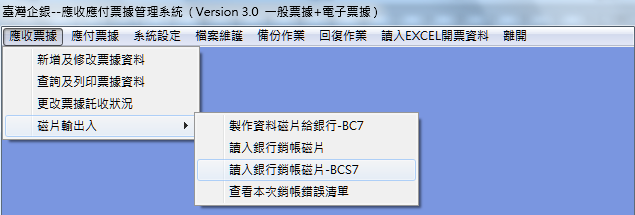 臺灣企銀--應收應付票據管理系統 ( Version 3.0 一般票據+電子票據 )
應收票據 應付票據 系統設定 檔案維護 備份作業 回復作業 讀入EXCEL開票資料 離開
新增及修改票據資料
查詢及列印票據資料
更改票據託收狀況
磁片輸出入
製作資料磁片給銀行-BC7
讀入銀行銷帳磁片
讀入銀行銷帳磁片-BCS7
查看本次銷帳錯誤清單